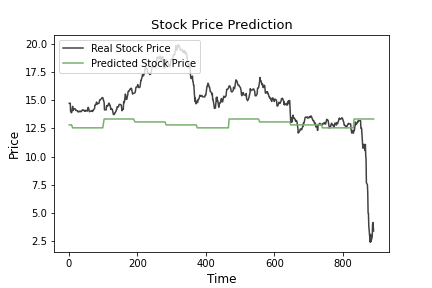 Stock Price Prediction
Real Stock Price
Predicted Stock Price
20.0
17.5
15.0
12.5
10.0
7.5
5.0
2.5
Price
0 200 400 600 800
Time